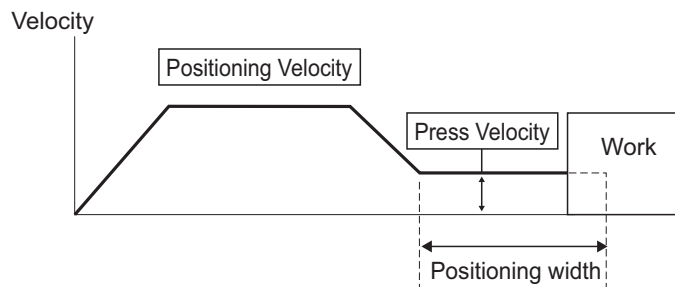 Velocity
Positioning Velocity
Press Velocity
Work
Positioning width